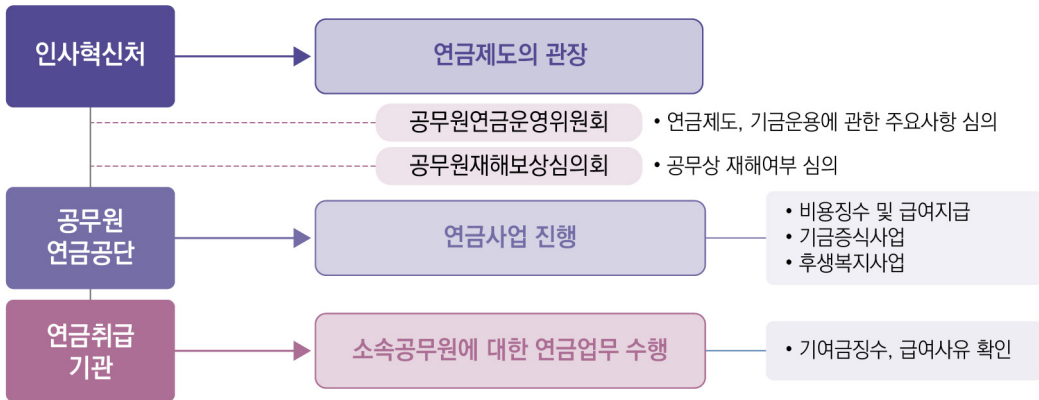 인사혁신처
연금제도의 관장
공무원연금운영위원회
• 연금제도, 기금운용에 관한 주요사항 심의
공무원재해보상심의회
• 공무상 재해여부 심의
공무원
연금공단
연금사업 진행
• 비용징수 및 급여지급
• 기금증식사업
• 후생복지사업
연금취급
기관
소속공무원에 대한 연금업무 수행
• 기여금징수, 급여사유 확인